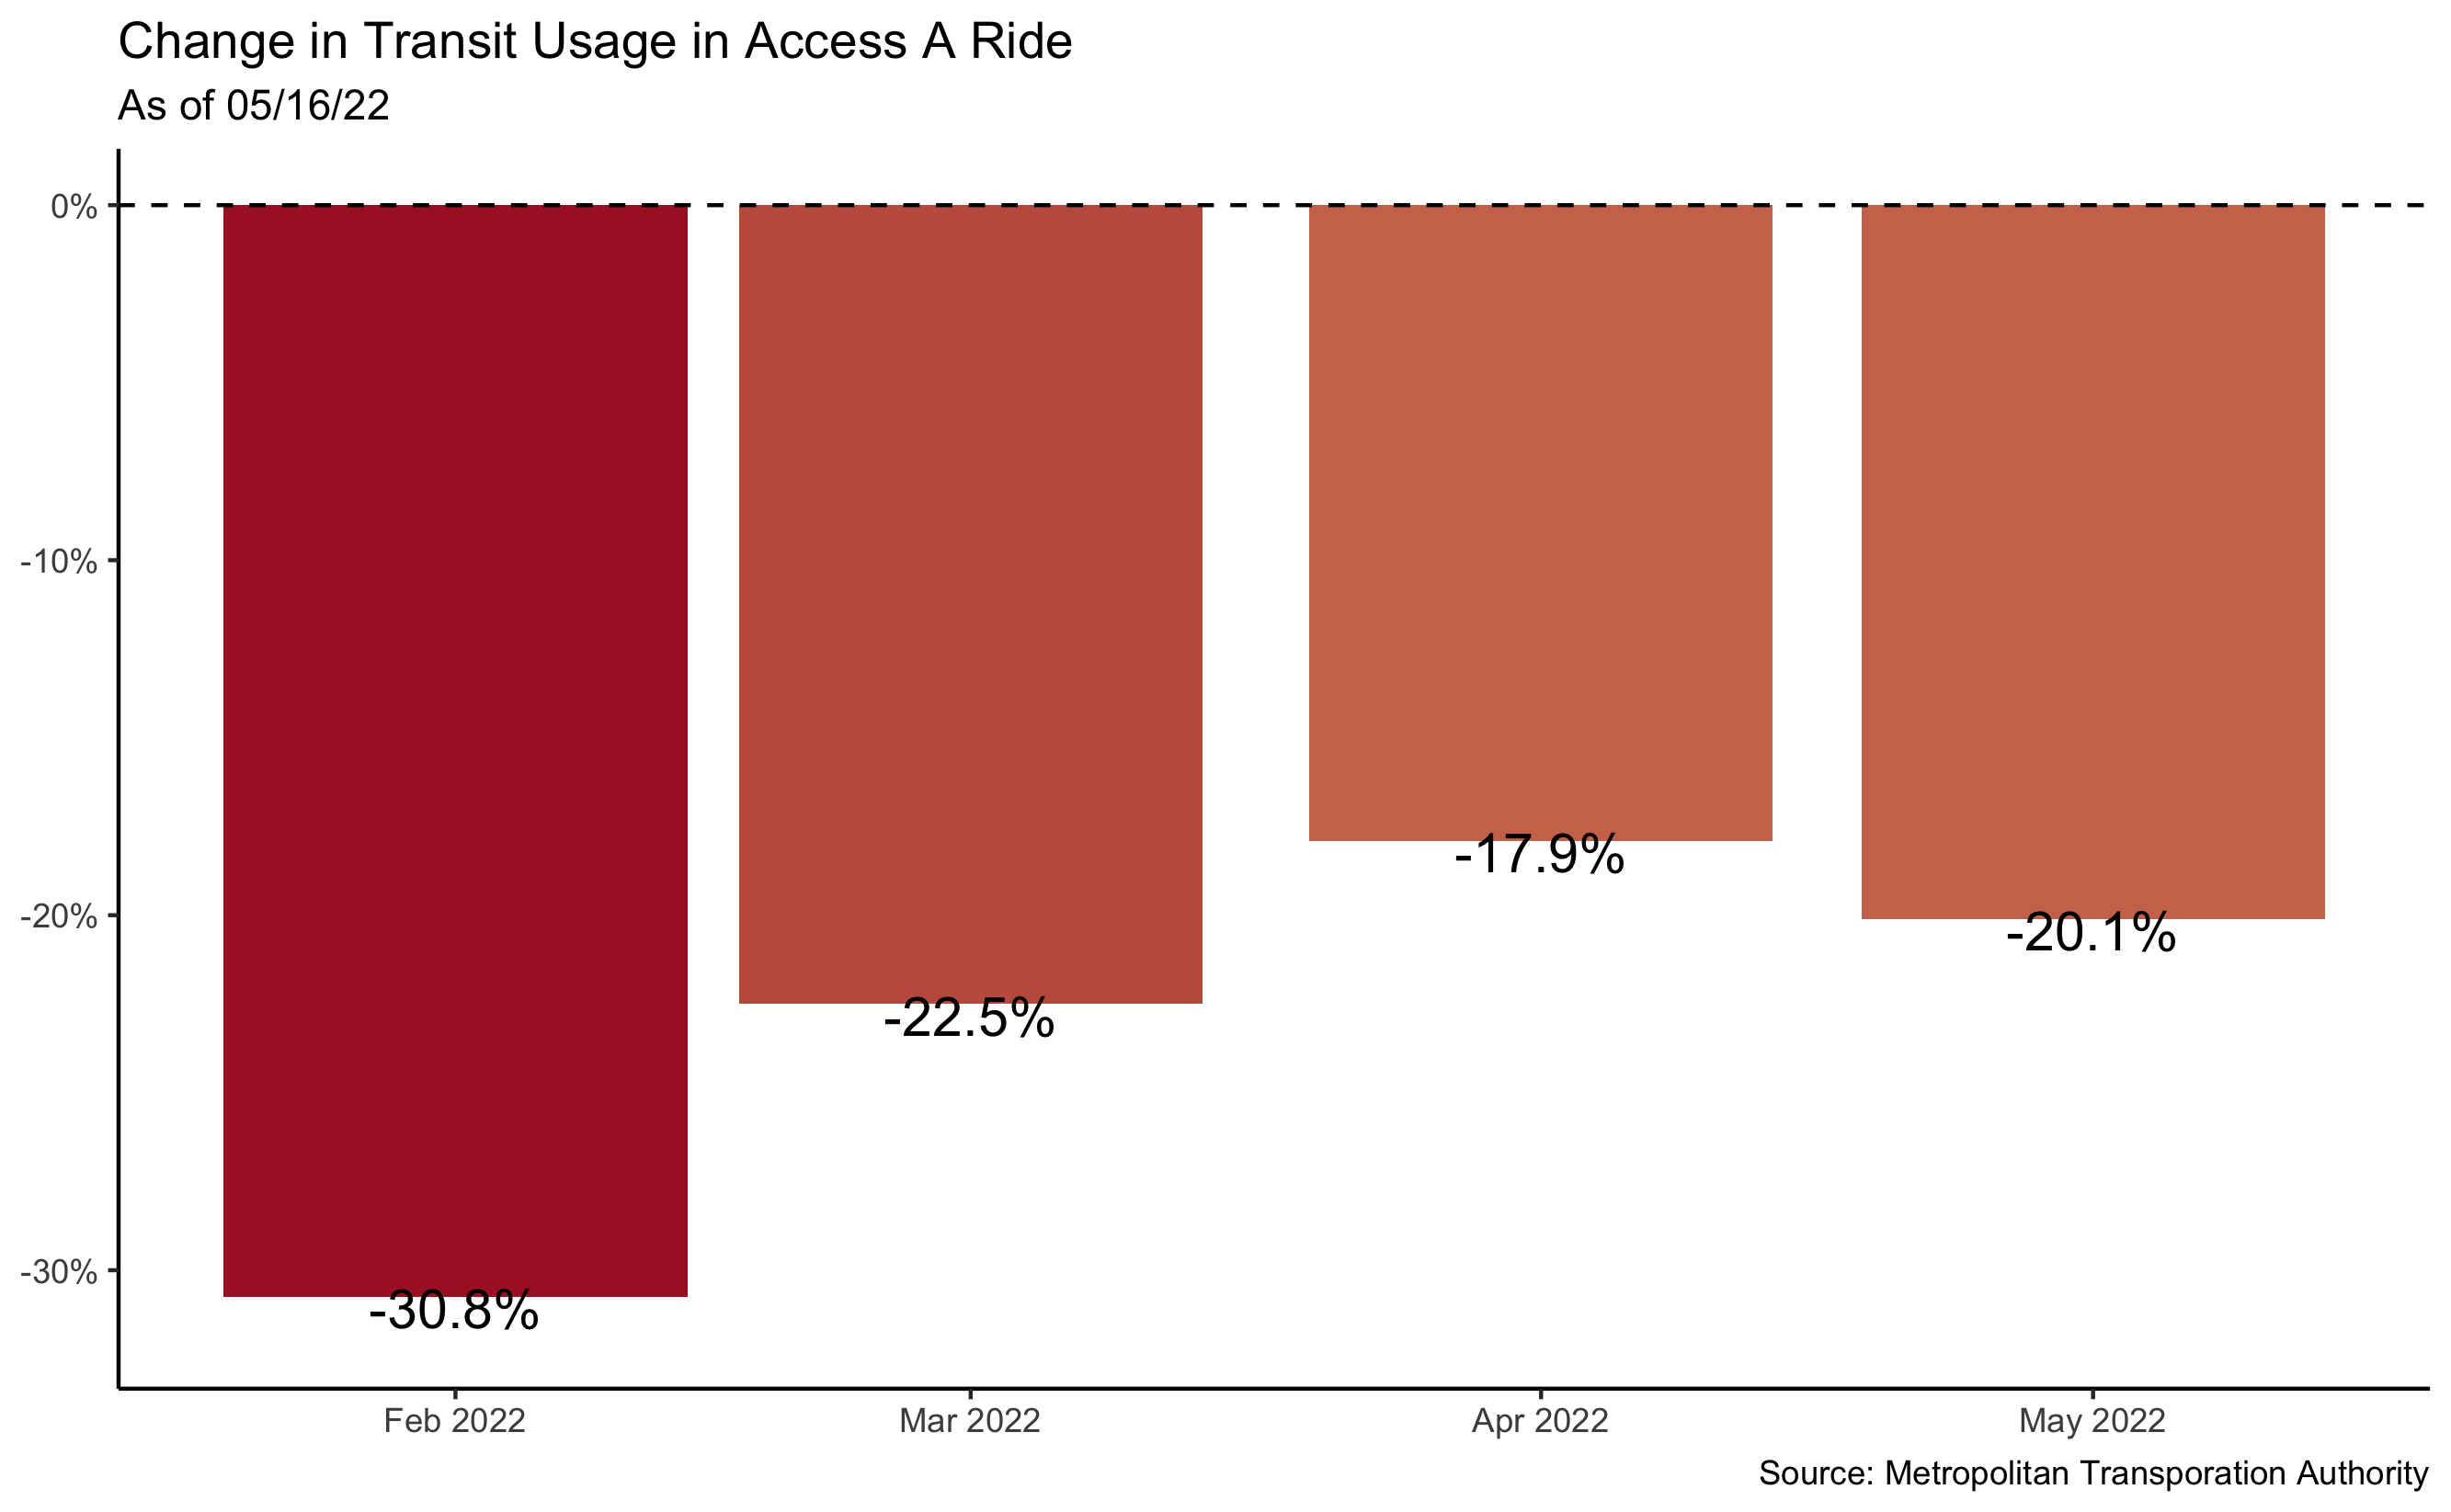 Change in Transit Usage in Access A Ride
As of 05/16/22
0%
-10%
-20%
-30%
-30.8%
-22.5%
-17.9%
-20.1%
Feb 2022
Mar 2022
Apr 2022
May 2022
Source: Metropolitan Transporation Authority